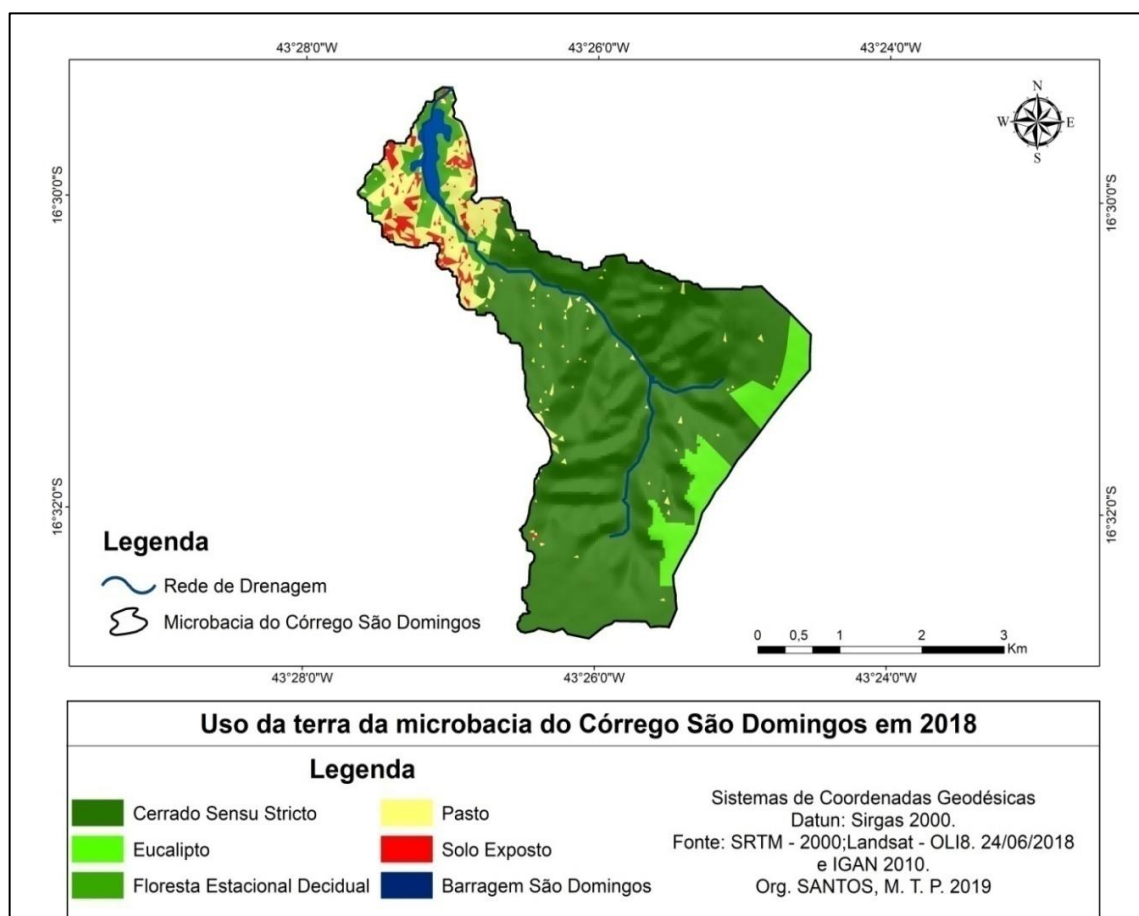 43°28'0"W 43°26'0"W 43°24'0"W
N
W E
S
16°30'0"S 16°30'0"S
16°32'0"S 16°32'0"S
Legenda
Rede de Drenagem
Microbacia do Córrego São Domingos
0 0,5 1 2 3
Km
43°28'0"W 43°26'0"W 43°24'0"W
Uso da terra da microbacia do Córrego São Domingos em 2018
Legenda
Cerrado Sensu Stricto
Eucalipto
Floresta Estacional Decidual
Pasto
Solo Exposto
Barragem São Domingos
Sistemas de Coordenadas Geodésicas
Datun: Sirgas 2000.
Fonte: SRTM - 2000;Landsat - OLI8. 24/06/2018
e IGAN 2010.
Org. SANTOS, M. T. P. 2019